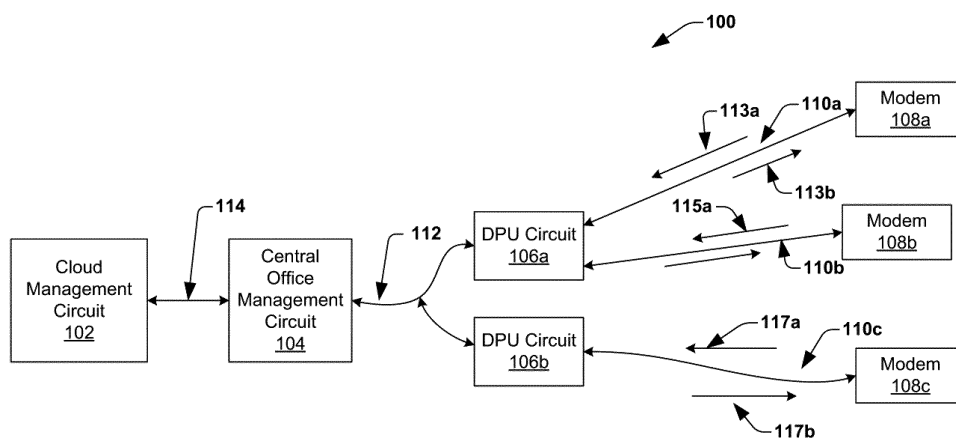 100
Modem
108a
113a
110a
113b
114
112
DPU Circuit
106a
115a
Modem
108b
110b
Cloud
Management
Circuit
102
Central
Office
Management
Circuit
104
DPU Circuit
106b
117a
110c
Modem
108c
117b